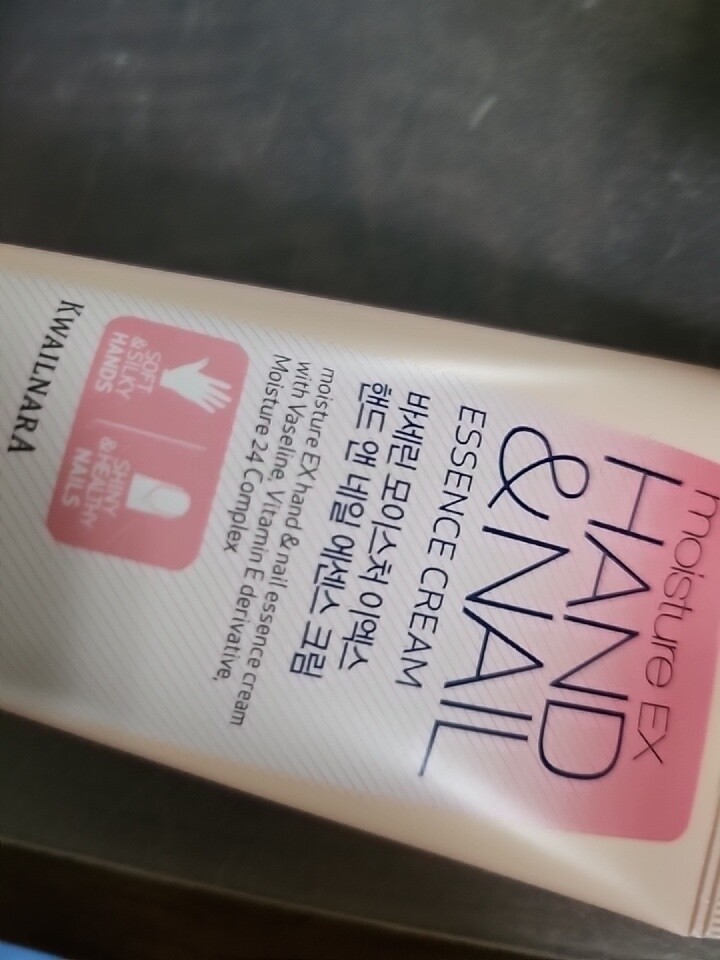 moisture EX
HAND
& NAIL
ESSENCE CREAM
바세린 모이스처 이엑스
핸드 앤 네일 에센스 크림
moisture EX hand & nail essence cream
with Vaseline, Vitamin E derivative,
Moisture 24 Complex
SOFT
& SILKY
HANDS
SHINY
& HEALTHY
NAILS
KWAILNARA